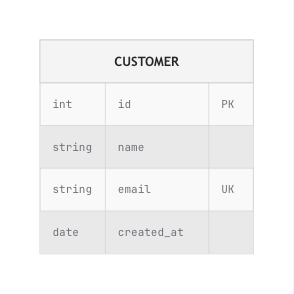 CUSTOMER
int id PK
string name
string email UK
date created_at